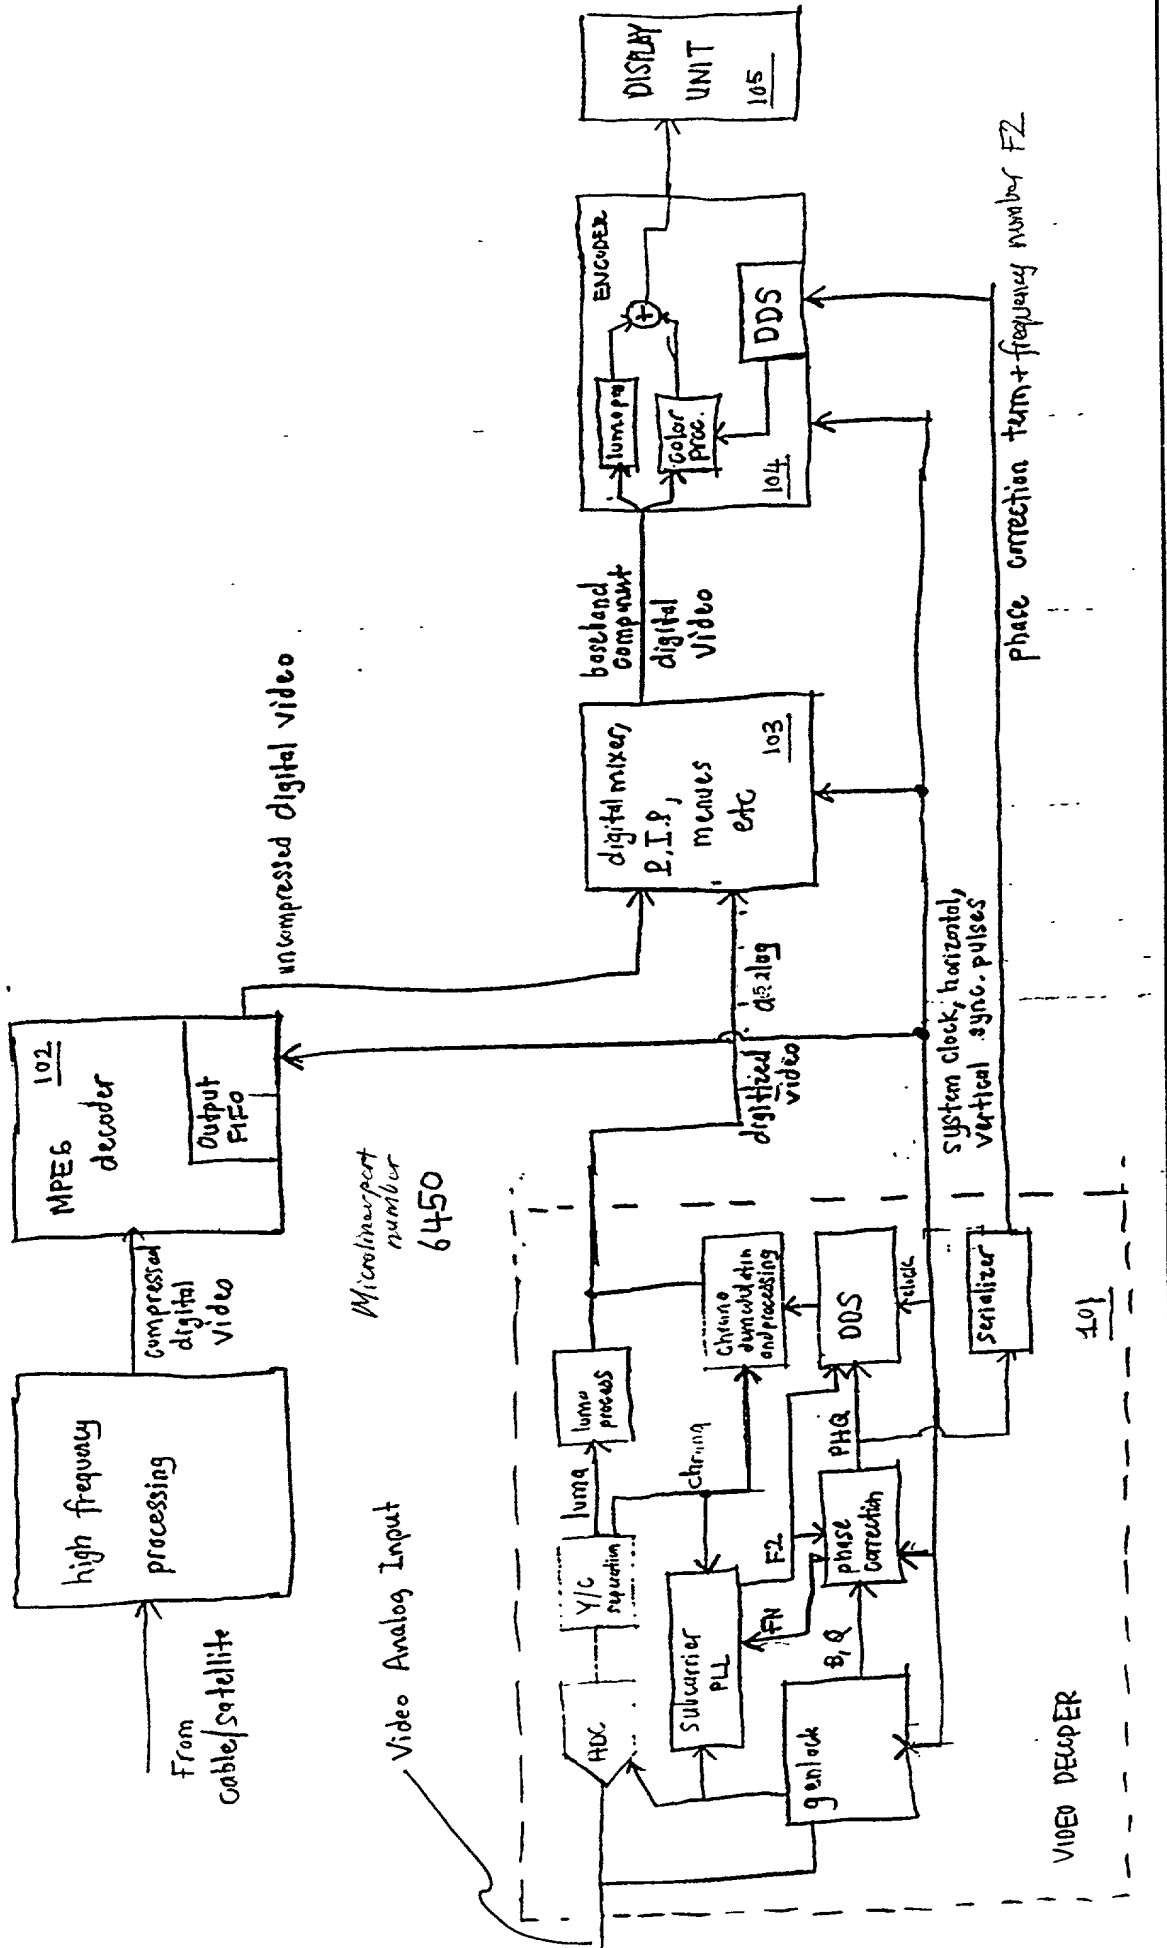 From
cable/satellite
high frequency
processing
compressed
digital
video
MPEG
decoder
102
Output
FIFO
uncompressed digital video
Microlinear part
number
6450
Video Analog Input
ADC
Y/C
separation
luma
luma
process
chroma
chroma
demodulation
and processing
subcarrier
PLL
F2
FN
genlock
B, Q
phase
correction
PHQ
DDS
clock
serializer
VIDEO DECODER
101
digitized
video
analog
system clock, horizontal,
vertical sync. pulses
digital mixer,
P.I.P,
menues
etc
103
baseband
component
digital
video
ENCODER
luma pro
color
proc.
+
DDS
104
DISPLAY
UNIT
105
phase correction term + frequency number F2